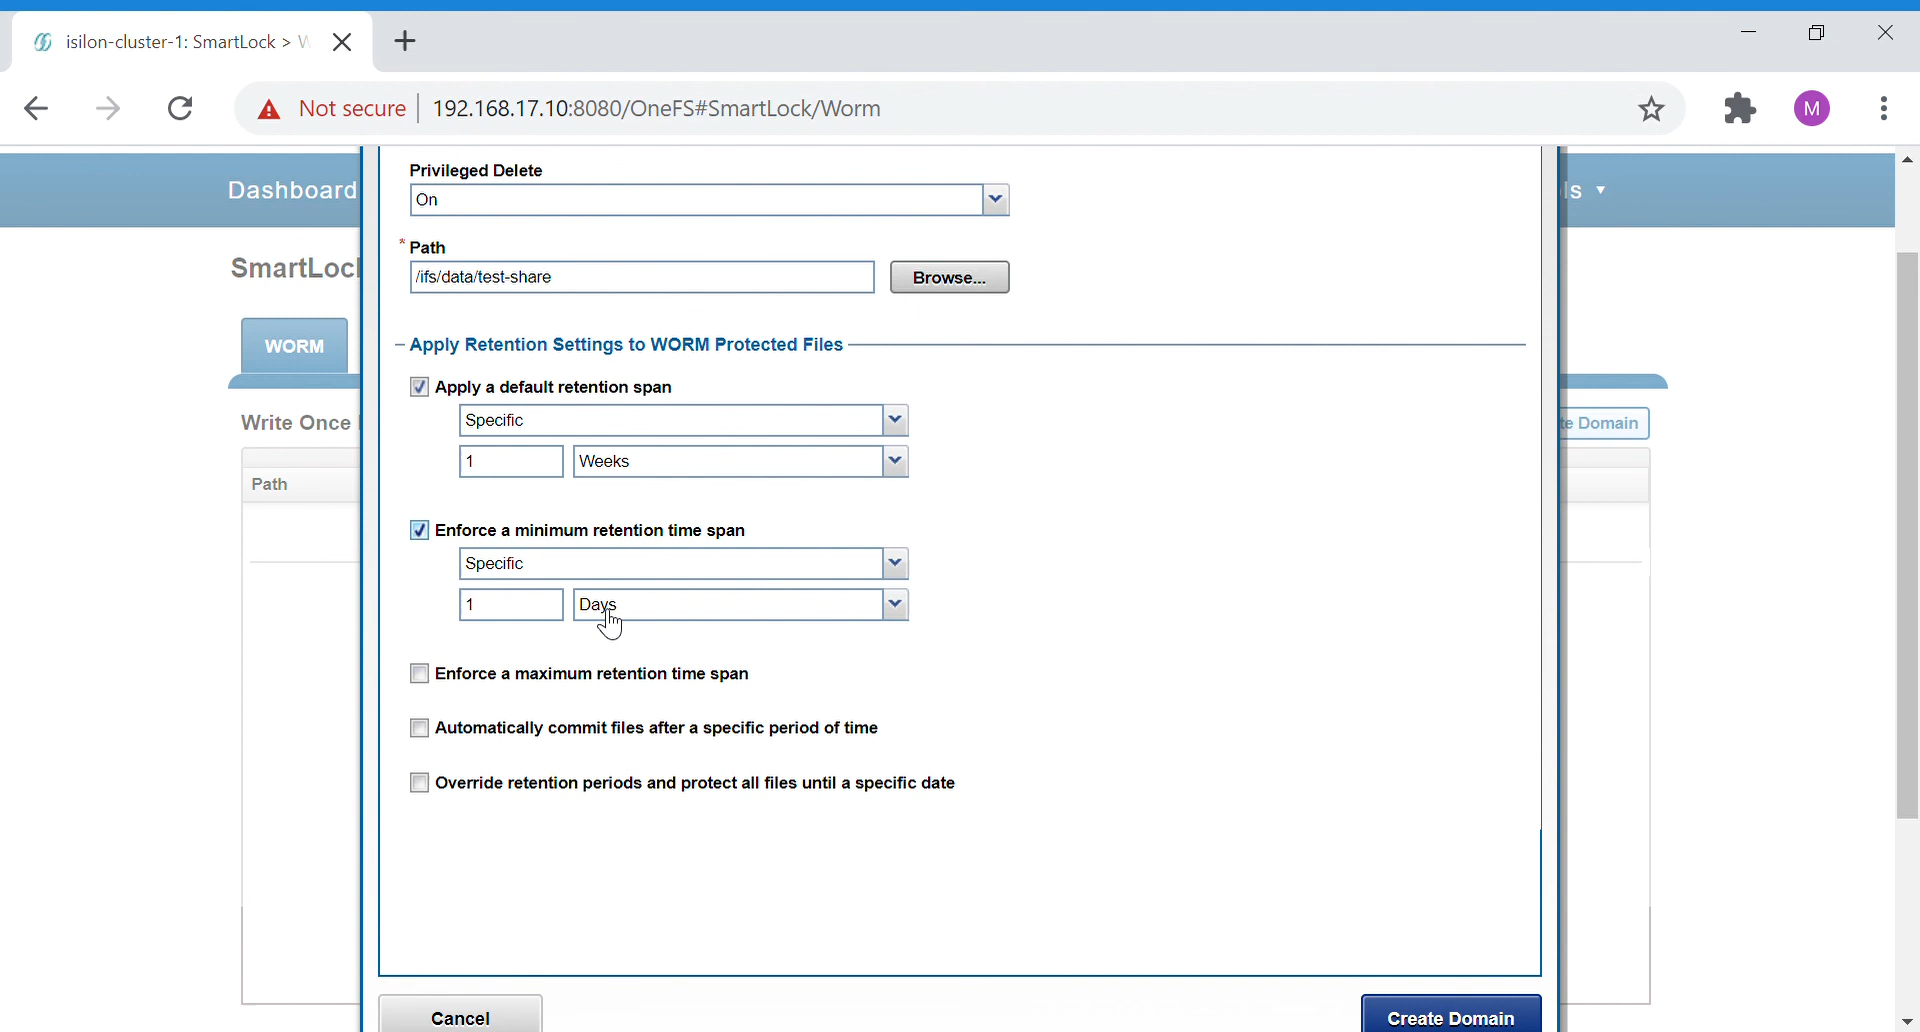 isilon-cluster-1: SmartLock >
Not secure
192.168.17.10:8080/OneFS#SmartLock/Worm
M
Privileged Delete
Dashboard
On
ls
* Path
SmartLock
/ifs/data/test-share
Browse...
WORM
Apply Retention Settings to WORM Protected Files
Apply a default retention span
Write Once
Specific
te Domain
1
Weeks
Path
Enforce a minimum retention time span
Specific
1
Days
Enforce a maximum retention time span
Automatically commit files after a specific period of time
Override retention periods and protect all files until a specific date
Cancel
Create Domain